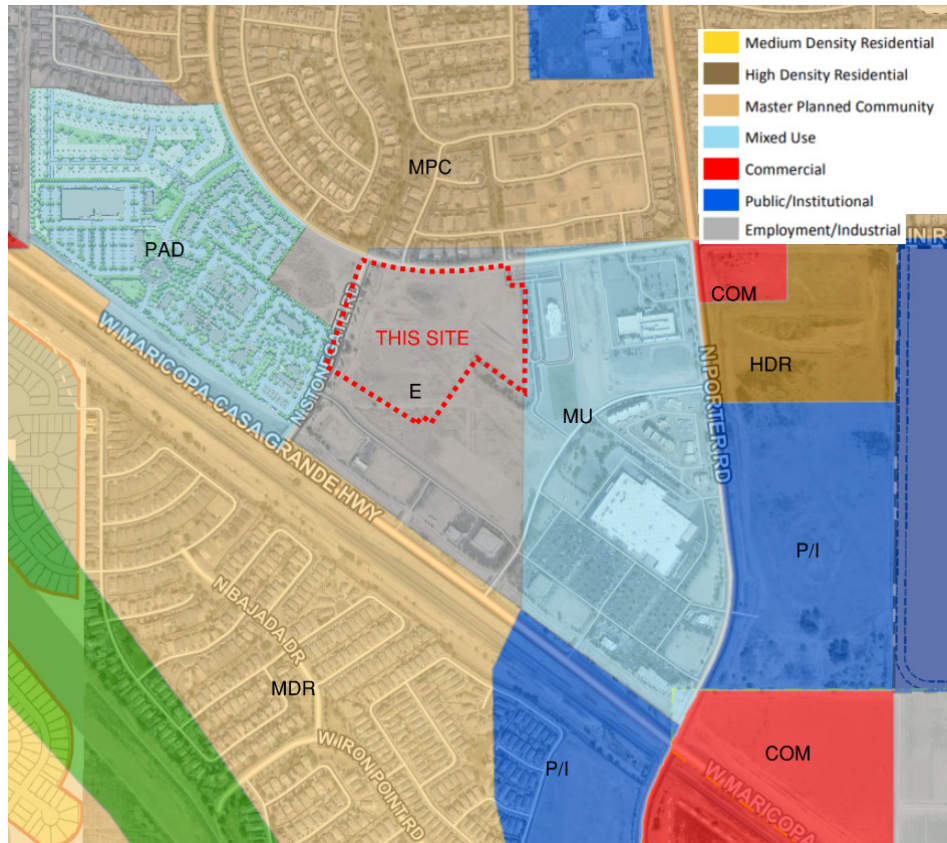 Medium Density Residential
High Density Residential
Master Planned Community
Mixed Use
Commercial
Public/Institutional
Employment/Industrial
MPC
PAD
THIS SITE
E
N STONEGATE RD
W MARICOPA-CASA GRANDE HWY
MU
N PORTER RD
COM
HDR
P/I
N BAJADA DR
MDR
W IRON POINT RD
P/I
COM
W MARICOPA
IN R